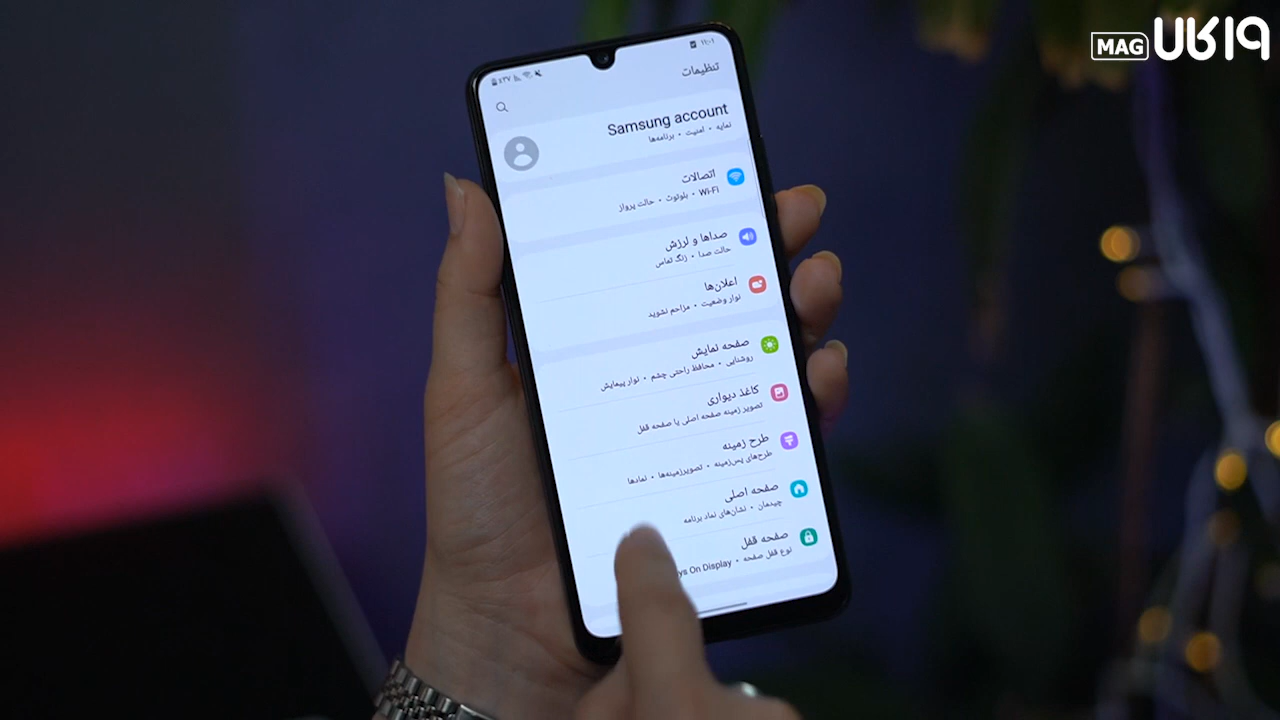 ۱۹کالا
MAG
۱۱:۰۱
تنظیمات
Samsung account
نمایه • امنیت • برنامه‌ها
اتصالات
Wi-Fi • بلوتوث • حالت پرواز
صداها و لرزش
حالت صدا • زنگ تماس
اعلان‌ها
نوار وضعیت • مزاحم نشوید
صفحه نمایش
روشنایی • محافظ راحتی چشم • نوار پیمایش
کاغذ دیواری
تصویر زمینه صفحه اصلی یا صفحه قفل
طرح زمینه
طرح‌های پس‌زمینه • تصویرزمینه‌ها • نمادها
صفحه اصلی
چیدمان • نشان‌های نماد برنامه
صفحه قفل
نوع قفل صفحه • ys On Display